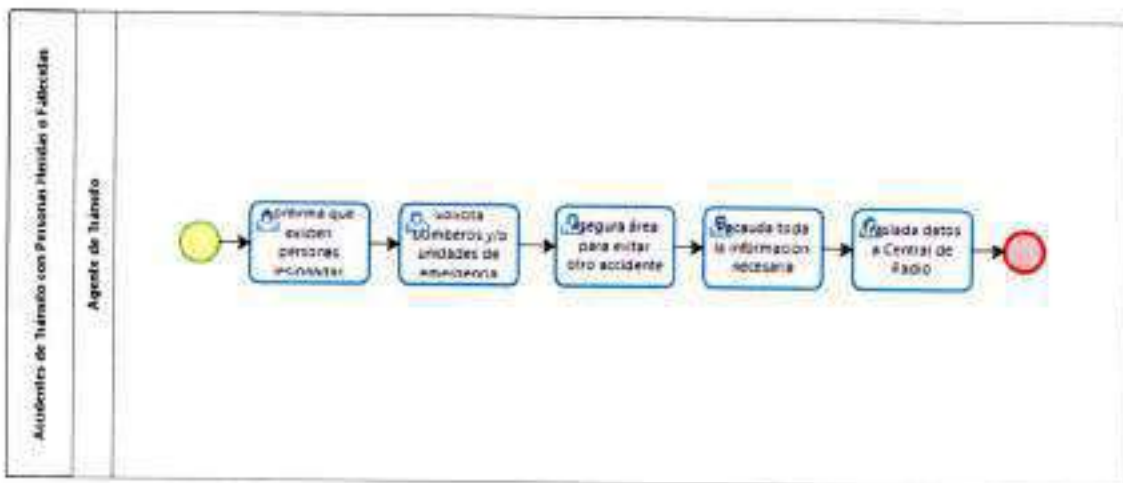 Accidentes de Tránsito con Personas Heridas o Fallecidas
Agente de Tránsito
que
existen
personas
Solicita
bomberos y/o
unidades de
emergencia
Asegura área
para evitar
otro accidente
Recauda toda
la información
necesaria
Traslada datos
a Central de
Radio